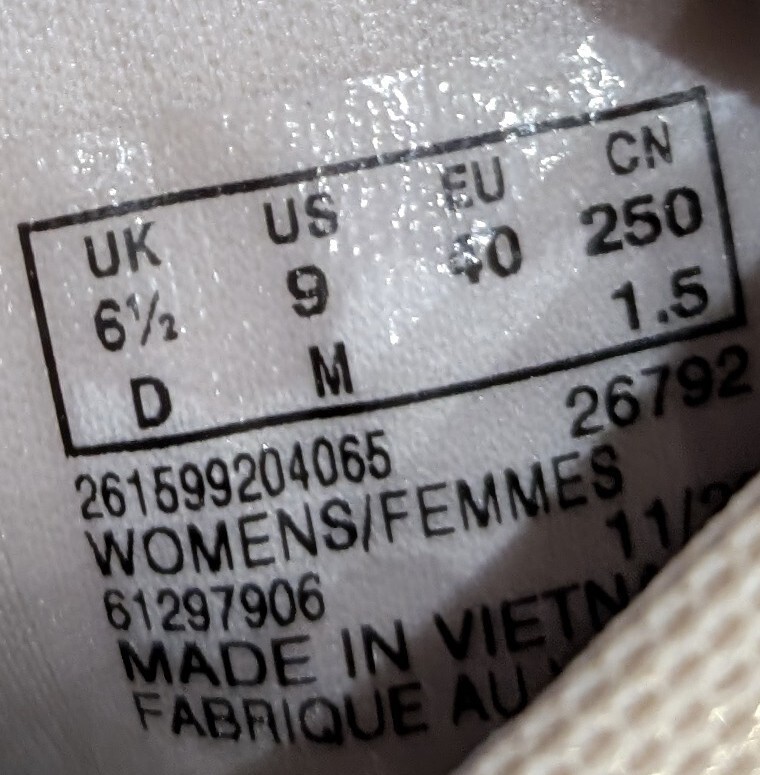 UK US EU CN
6½ 9 40 250
D M 1.5
26792
261599204065
WOMENS/FEMMES
61297906 11/
MADE IN
FABRIQUE AU